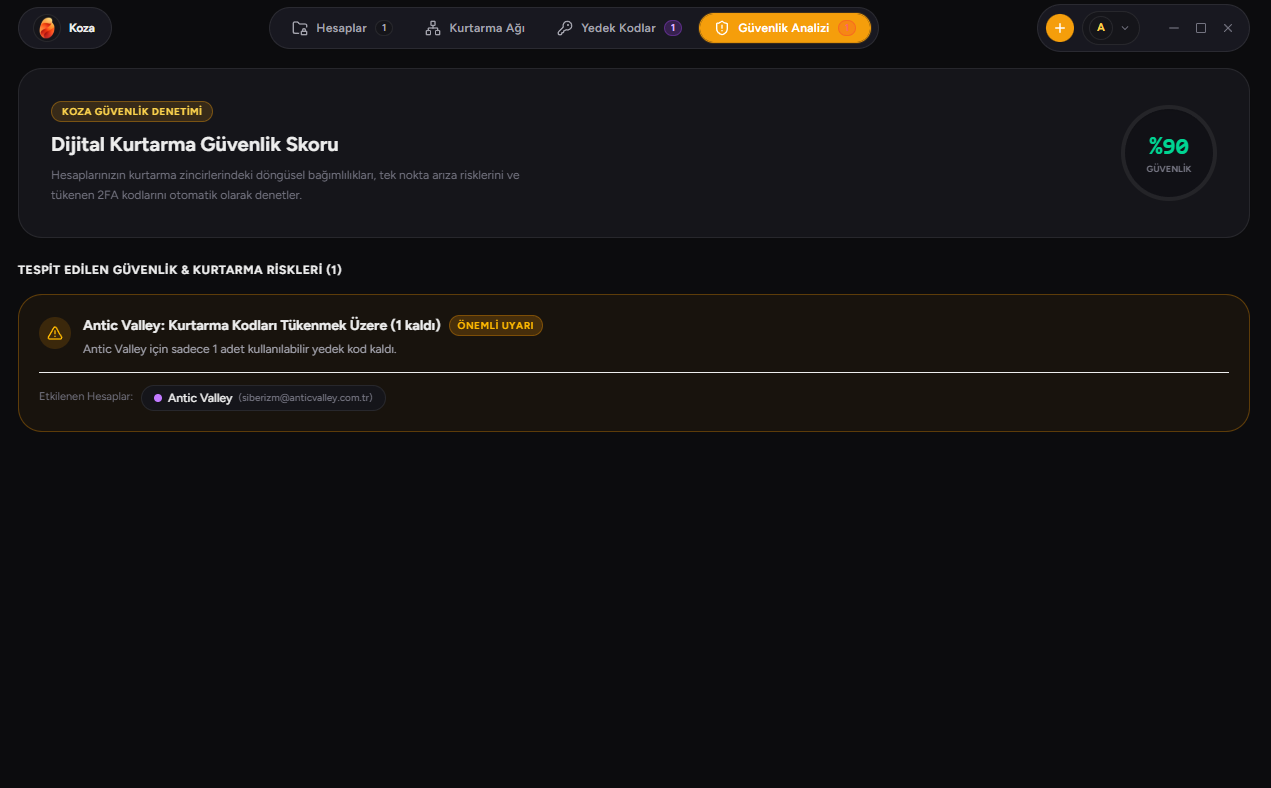 Koza
Hesaplar 1
Kurtarma Ağı
Yedek Kodlar 1
Güvenlik Analizi
A
KOZA GÜVENLİK DENETİMİ
Dijital Kurtarma Güvenlik Skoru
Hesaplarınızın kurtarma zincirlerindeki döngüsel bağımlılıkları, tek nokta arıza risklerini ve
tükenen 2FA kodlarını otomatik olarak denetler.
%90
GÜVENLİK
TESPİT EDİLEN GÜVENLİK & KURTARMA RİSKLERİ (1)
Antic Valley: Kurtarma Kodları Tükenmek Üzere (1 kaldı) ÖNEMLİ UYARI
Antic Valley için sadece 1 adet kullanılabilir yedek kod kaldı.
Etkilenen Hesaplar: Antic Valley (siberizm@anticvalley.com.tr)